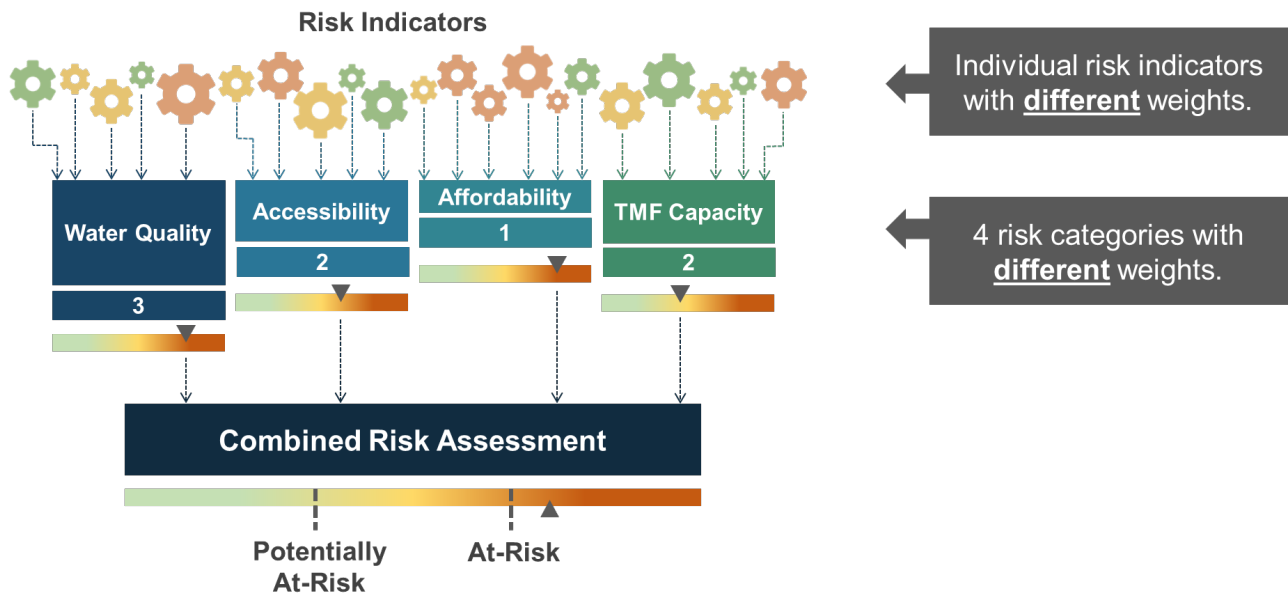 Risk Indicators
Individual risk indicators
with different weights.
Water Quality
3
Accessibility
2
Affordability
1
TMF Capacity
2
4 risk categories with
different weights.
Combined Risk Assessment
Potentially
At-Risk
At-Risk